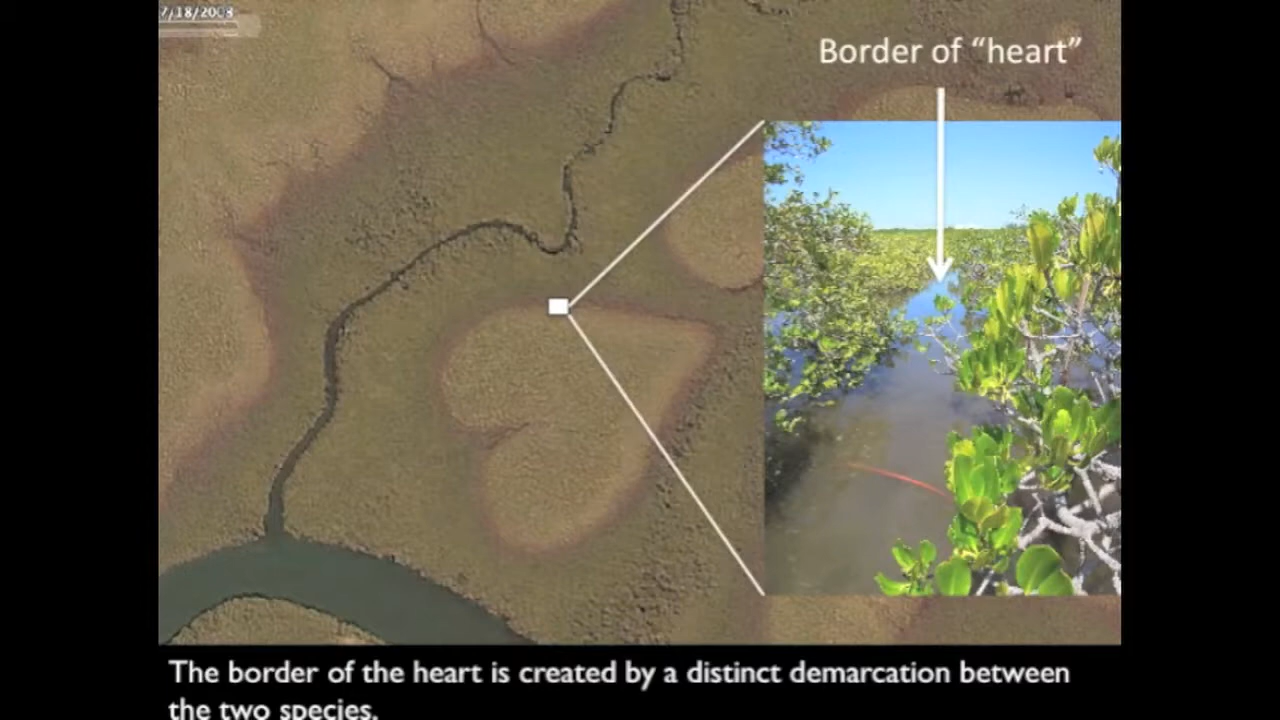 7/18/2008
Border of “heart”
The border of the heart is created by a distinct demarcation between
the two species.